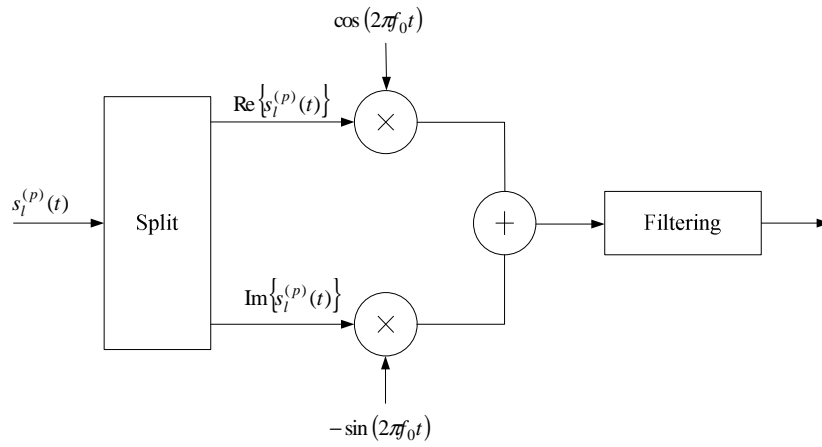 cos(2πf₀t)
Re{s_l^(p)(t)}
×
s_l^(p)(t)
Split
+
Filtering
Im{s_l^(p)(t)}
×
−sin(2πf₀t)